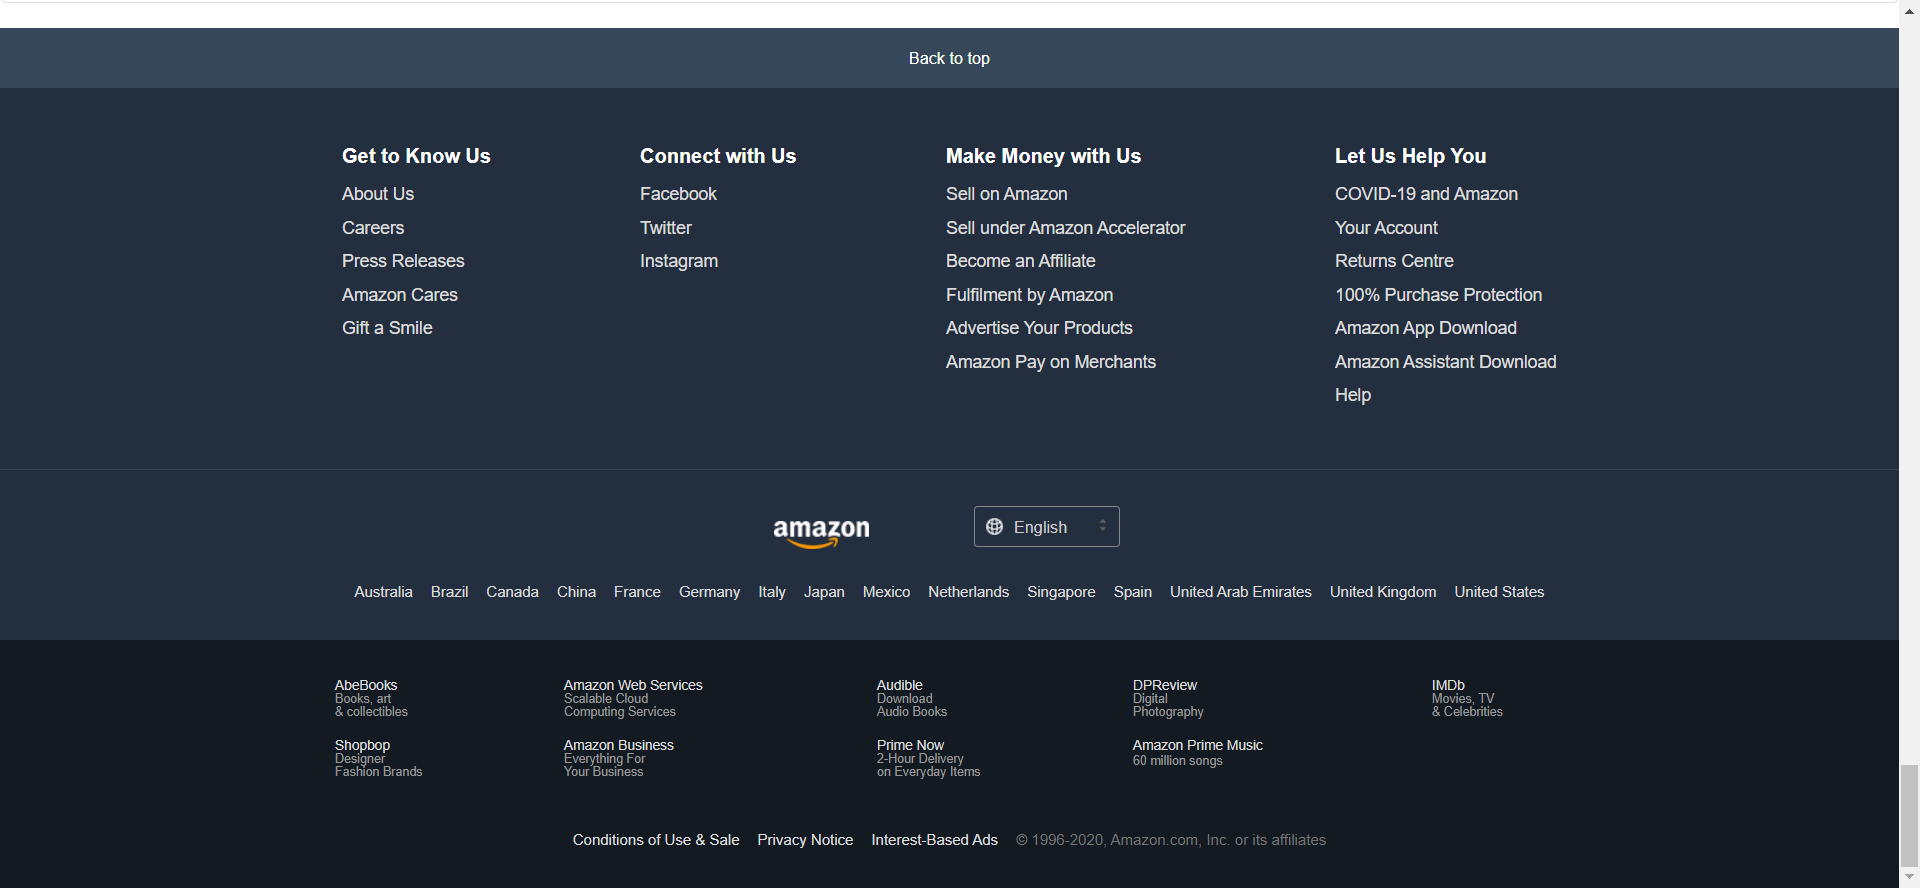 Back to top
Get to Know Us
About Us
Careers
Press Releases
Amazon Cares
Gift a Smile
Connect with Us
Facebook
Twitter
Instagram
Make Money with Us
Sell on Amazon
Sell under Amazon Accelerator
Become an Affiliate
Fulfilment by Amazon
Advertise Your Products
Amazon Pay on Merchants
Let Us Help You
COVID-19 and Amazon
Your Account
Returns Centre
100% Purchase Protection
Amazon App Download
Amazon Assistant Download
Help
amazon
English
Australia Brazil Canada China France Germany Italy Japan Mexico Netherlands Singapore Spain United Arab Emirates United Kingdom United States
AbeBooks
Books, art
& collectibles
Amazon Web Services
Scalable Cloud
Computing Services
Audible
Download
Audio Books
DPReview
Digital
Photography
IMDb
Movies, TV
& Celebrities
Shopbop
Designer
Fashion Brands
Amazon Business
Everything For
Your Business
Prime Now
2-Hour Delivery
on Everyday Items
Amazon Prime Music
60 million songs
Conditions of Use & Sale Privacy Notice Interest-Based Ads © 1996-2020, Amazon.com, Inc. or its affiliates